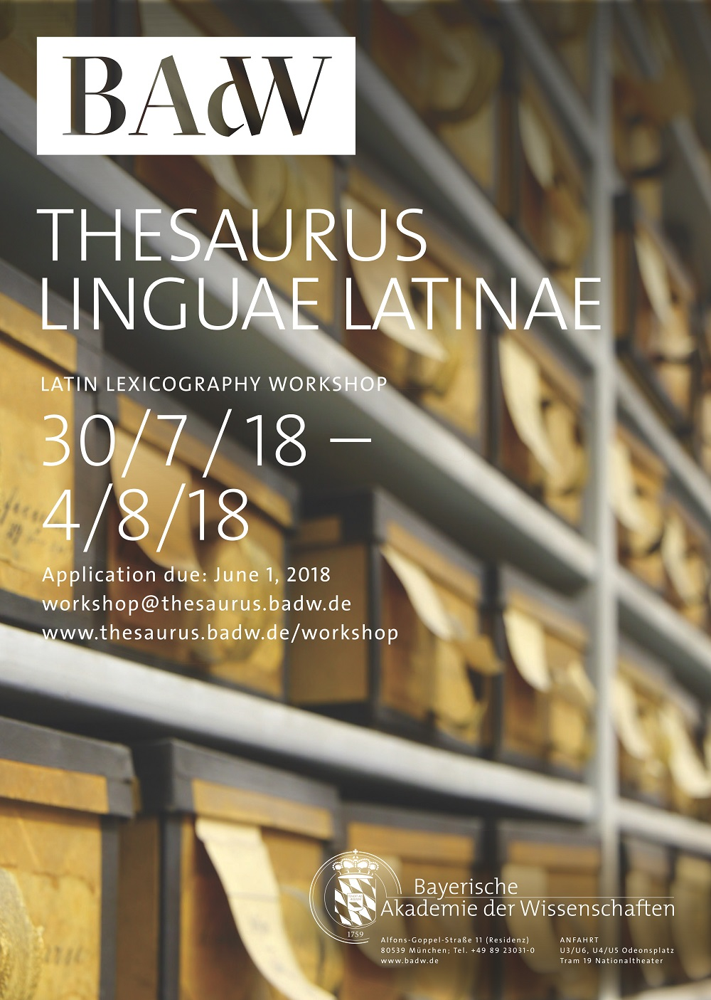 BAdW
THESAURUS
LINGUAE LATINAE
LATIN LEXICOGRAPHY WORKSHOP
30/7/18 –
4/8/18
Application due: June 1, 2018
workshop@thesaurus.badw.de
www.thesaurus.badw.de/workshop
Bayerische
Akademie der Wissenschaften
1759
Alfons-Goppel-Straße 11 (Residenz)
80539 München; Tel. +49 89 23031-0
www.badw.de
ANFAHRT
U3/U6, U4/U5 Odeonsplatz
Tram 19 Nationaltheater